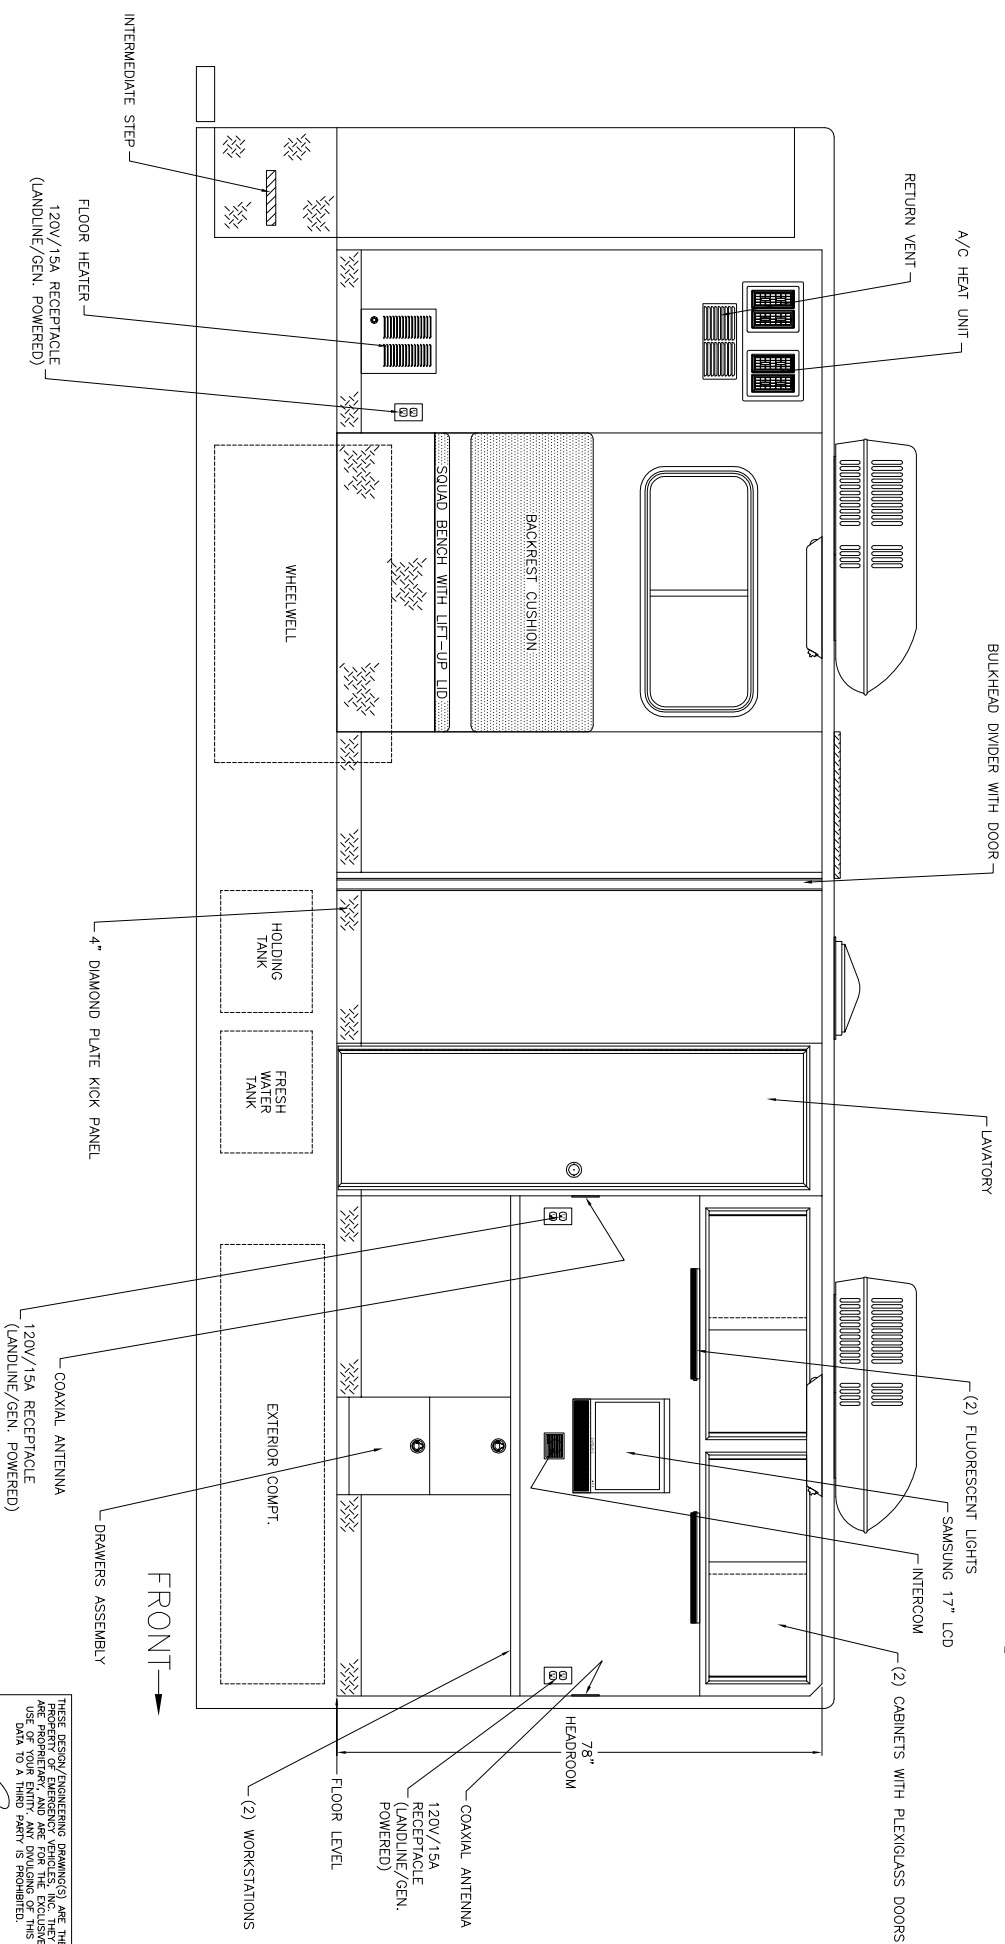 A/C HEAT UNIT
RETURN VENT
BULKHEAD DIVIDER WITH DOOR
LAVATORY
(2) FLUORESCENT LIGHTS
SAMSUNG 17" LCD
INTERCOM
(2) CABINETS WITH PLEXIGLASS DOORS
BACKREST CUSHION
SQUAD BENCH WITH LIFT-UP LID
WHEELWELL
HOLDING
TANK
FRESH
WATER
TANK
EXTERIOR COMPT.
78"
HEADROOM
COAXIAL ANTENNA
120V/15A
RECEPTACLE
(LANDLINE/GEN.
POWERED)
FLOOR LEVEL
(2) WORKSTATIONS
INTERMEDIATE STEP
FLOOR HEATER
120V/15A RECEPTACLE
(LANDLINE/GEN. POWERED)
4" DIAMOND PLATE KICK PANEL
COAXIAL ANTENNA
120V/15A RECEPTACLE
(LANDLINE/GEN. POWERED)
DRAWERS ASSEMBLY
FRONT
THESE DESIGN/ENGINEERING DRAWING(S) ARE THE
PROPERTY OF EMERGENCY VEHICLES, INC. THEY
ARE PROPRIETARY, AND ARE FOR THE EXCLUSIVE
USE OF YOUR ENTITY. ANY DIVULGING OF THIS
DATA TO A THIRD PARTY IS PROHIBITED.